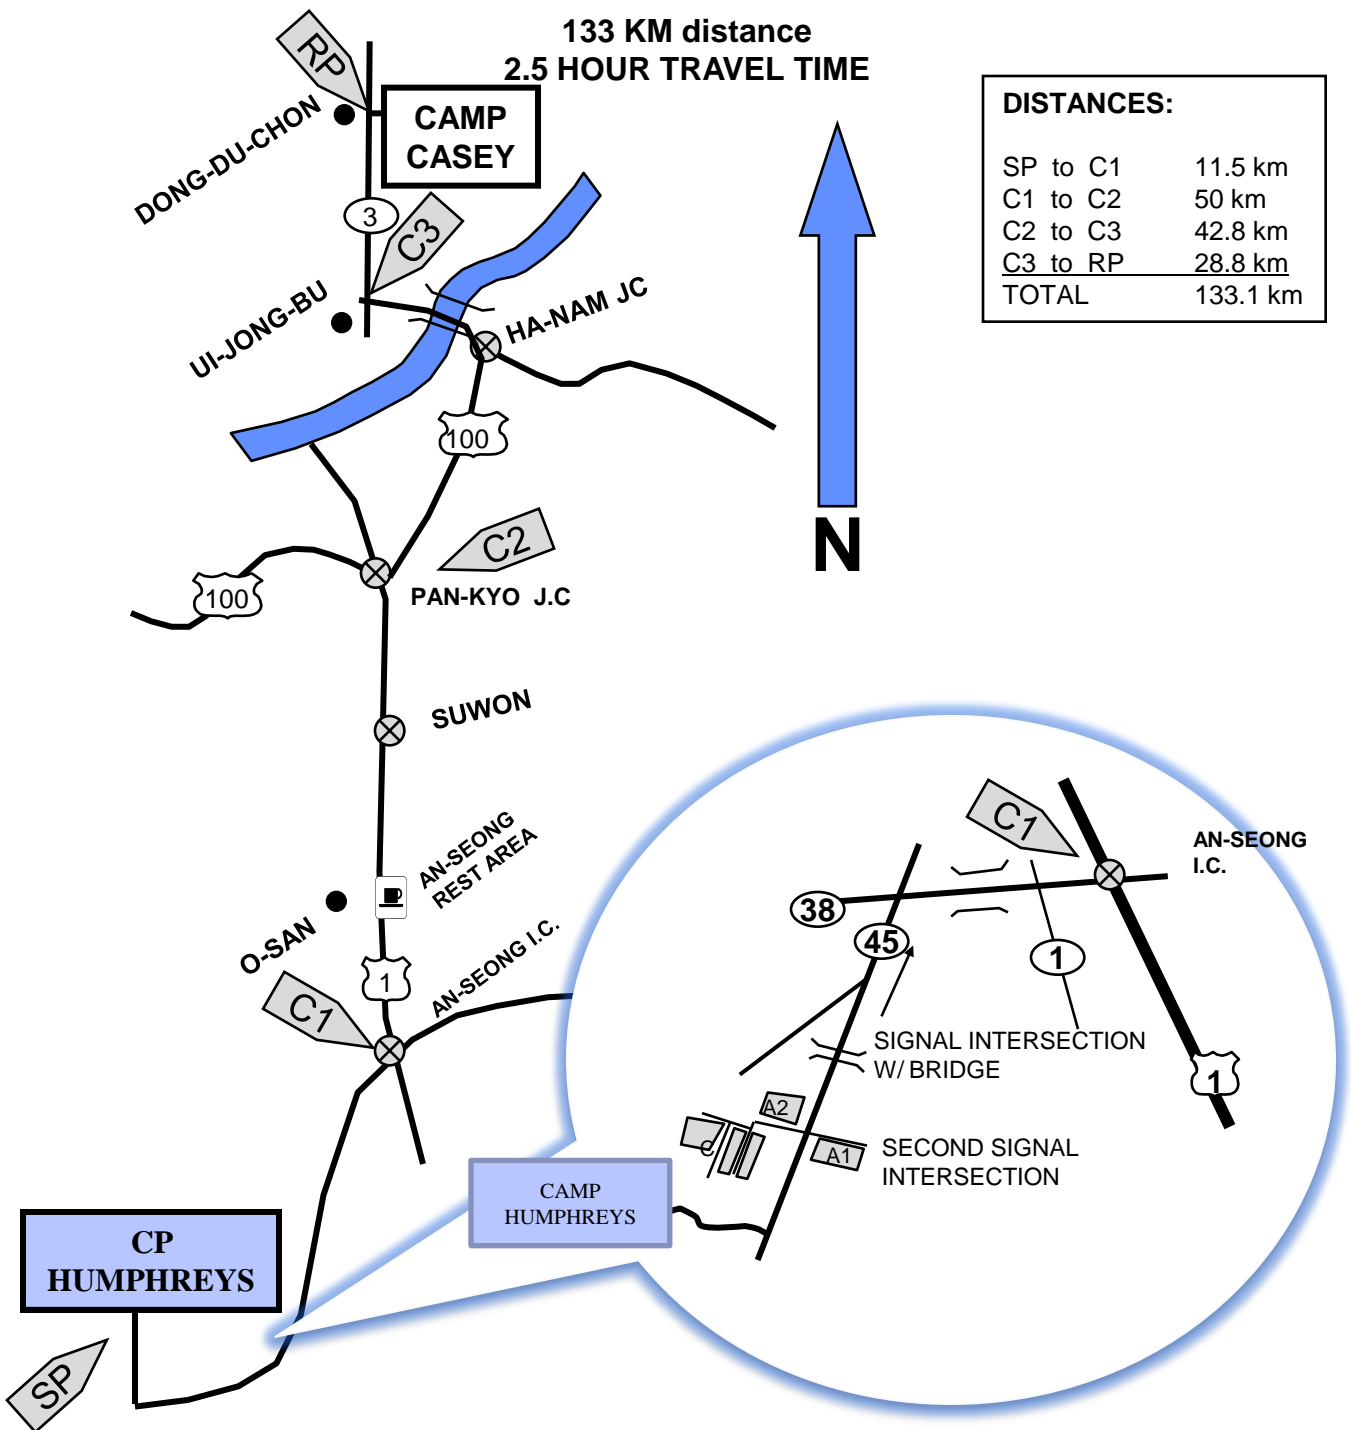 133 KM distance
2.5 HOUR TRAVEL TIME
RP
DONG-DU-CHON
CAMP
CASEY
3
C3
UI-JONG-BU
HA-NAM JC
100
C2
PAN-KYO J.C
100
N
DISTANCES:
SP to C1 11.5 km
C1 to C2 50 km
C2 to C3 42.8 km
C3 to RP 28.8 km
TOTAL 133.1 km
SUWON
AN-SEONG
REST AREA
O-SAN
1
AN-SEONG I.C.
C1
CP
HUMPHREYS
SP
C1
AN-SEONG
I.C.
38
45
1
SIGNAL INTERSECTION
W/ BRIDGE
1
A2
C
A1
SECOND SIGNAL
INTERSECTION
CAMP
HUMPHREYS